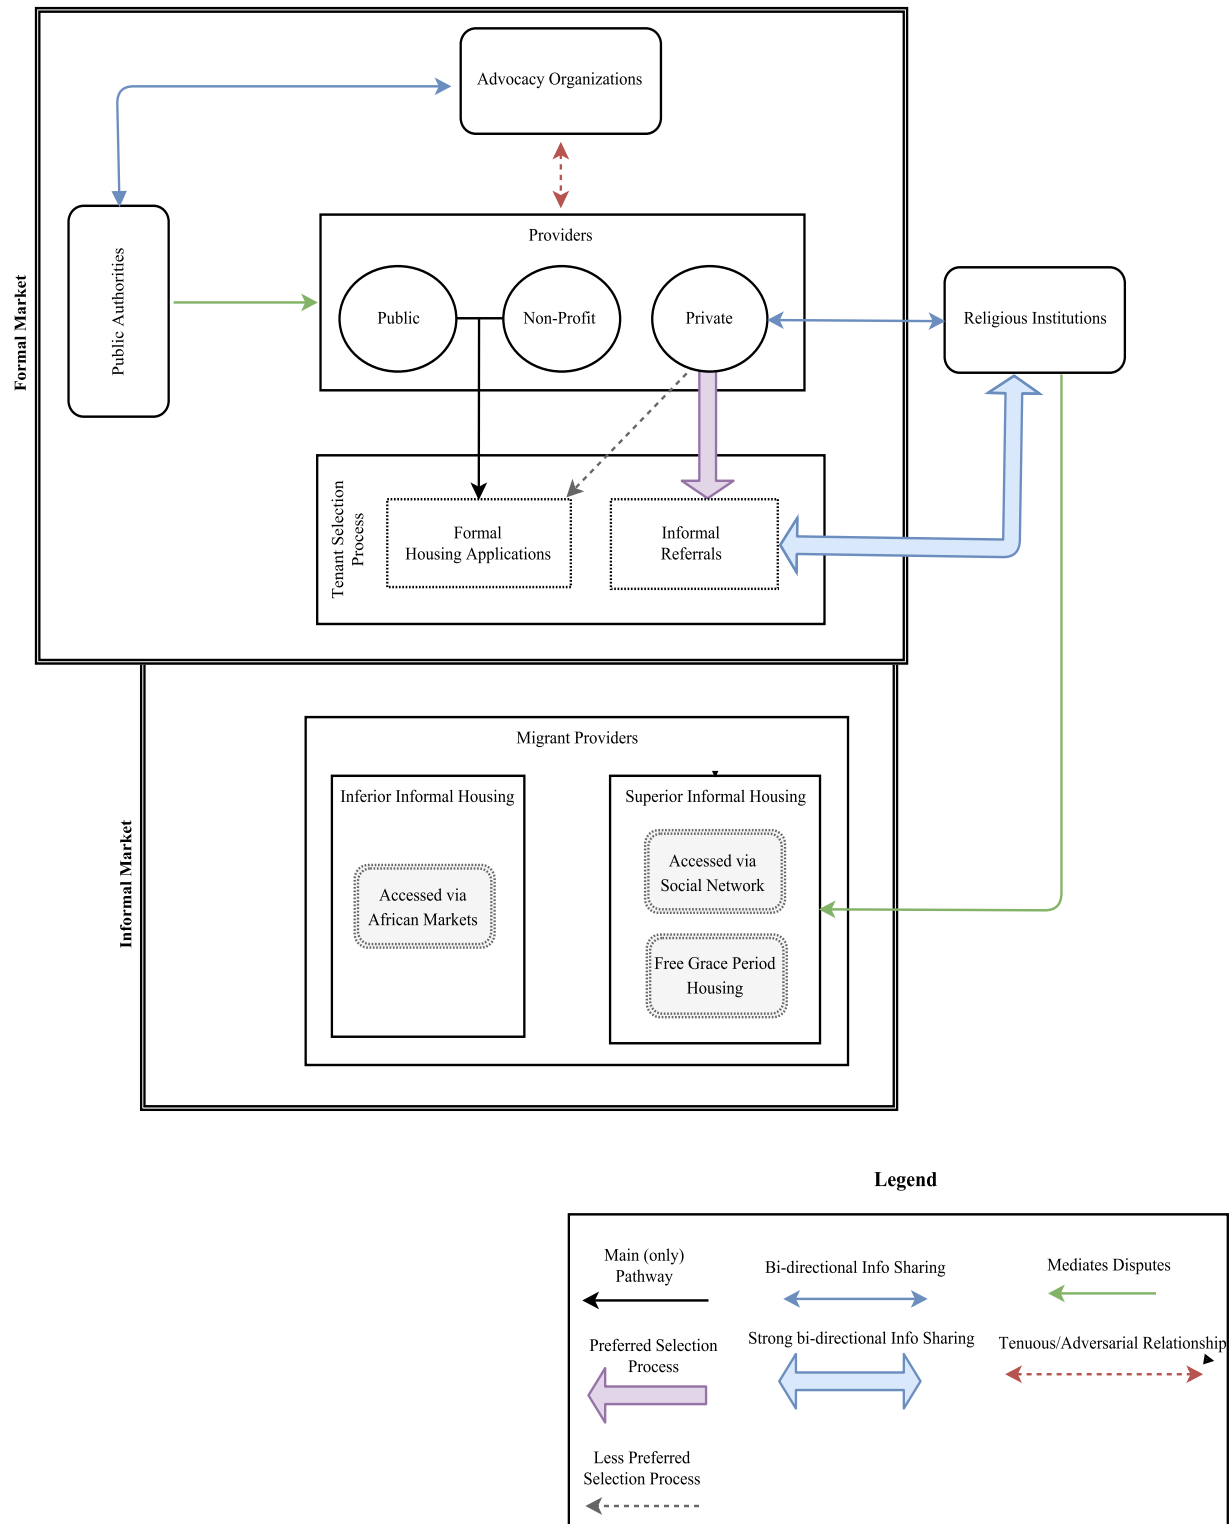 Formal Market
Advocacy Organizations
Public Authorities
Providers
Public
Non-Profit
Private
Religious Institutions
Tenant Selection
Process
Formal
Housing Applications
Informal
Referrals
Informal Market
Migrant Providers
Inferior Informal Housing
Accessed via
African Markets
Superior Informal Housing
Accessed via
Social Network
Free Grace Period
Housing
Legend
Main (only)
Pathway
Bi-directional Info Sharing
Mediates Disputes
Preferred Selection
Process
Strong bi-directional Info Sharing
Tenuous/Adversarial Relationship
Less Preferred
Selection Process